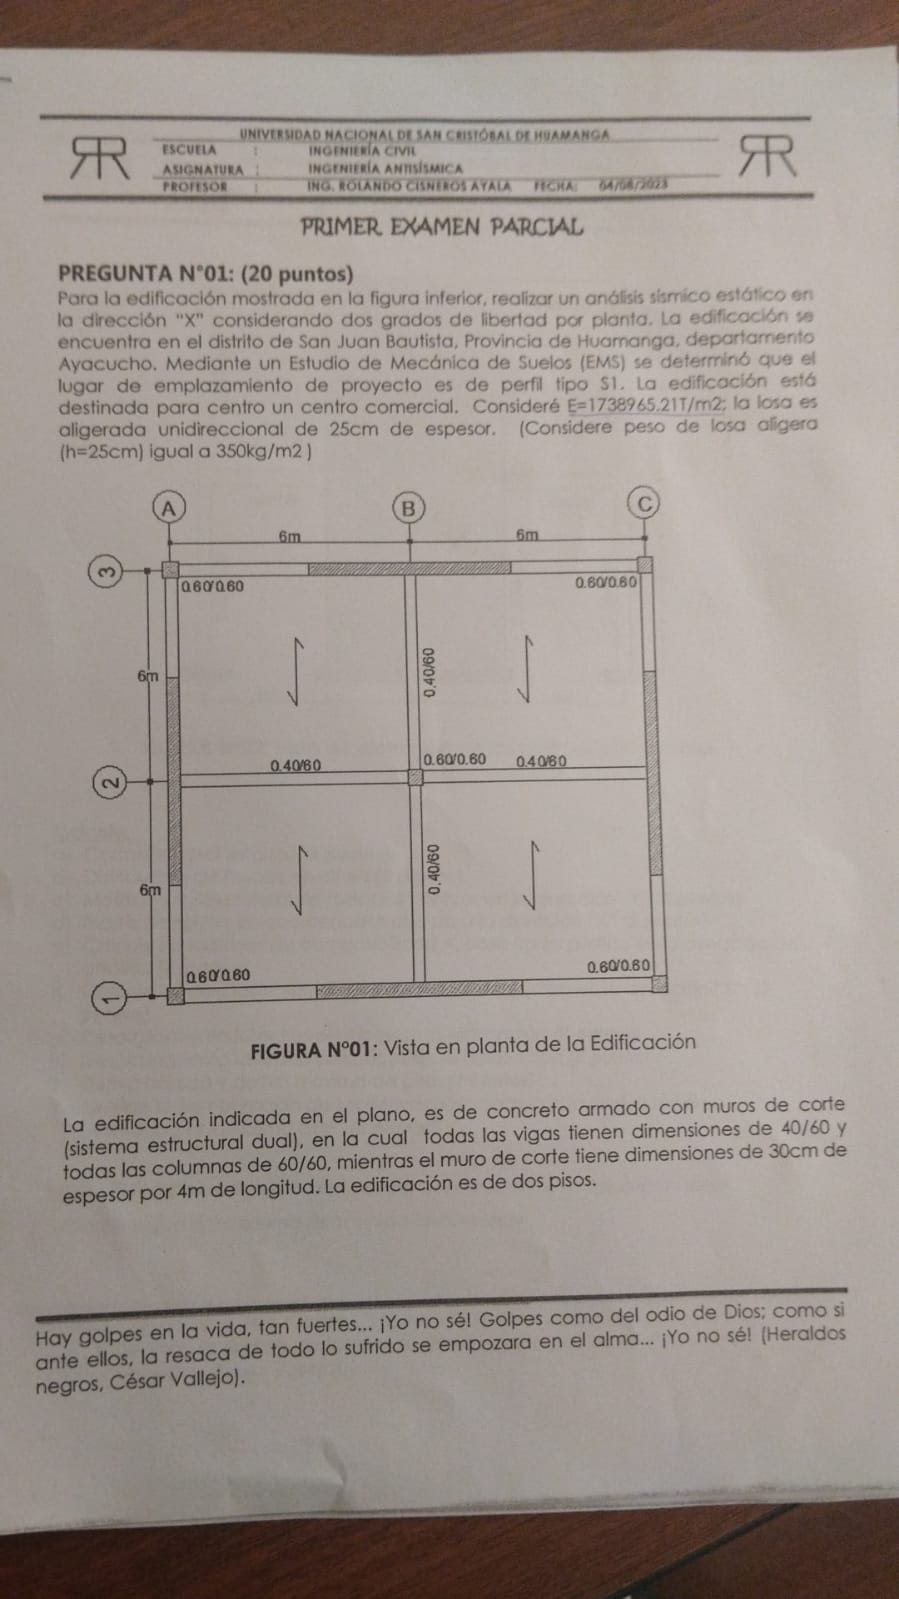 RR
RR
UNIVERSIDAD NACIONAL DE SAN CRISTÓBAL DE HUAMANGA
ESCUELA : INGENIERÍA CIVIL
ASIGNATURA : INGENIERÍA ANTISÍSMICA
PROFESOR : ING. ROLANDO CISNEROS AYALA FECHA: 04/08/2023
PRIMER EXAMEN PARCIAL
PREGUNTA N°01: (20 puntos)
Para la edificación mostrada en la figura inferior, realizar un análisis sísmico estático en
la dirección "X" considerando dos grados de libertad por planta. La edificación se
encuentra en el distrito de San Juan Bautista, Provincia de Huamanga, departamento
Ayacucho. Mediante un Estudio de Mecánica de Suelos (EMS) se determinó que el
lugar de emplazamiento de proyecto es de perfil tipo S1. La edificación está
destinada para centro un centro comercial. Consideré E=1738965.21T/m2; la losa es
aligerada unidireccional de 25cm de espesor. (Considere peso de losa aligera
(h=25cm) igual a 350kg/m2 )
A
B
C
6m
6m
3
0.60/0.60
0.60/0.60
6m
0.40/60
0.40/60
0.60/0.60
0.40/60
2
0.40/60
6m
0.60/0.60
0.60/0.60
1
FIGURA N°01: Vista en planta de la Edificación
La edificación indicada en el plano, es de concreto armado con muros de corte
(sistema estructural dual), en la cual todas las vigas tienen dimensiones de 40/60 y
todas las columnas de 60/60, mientras el muro de corte tiene dimensiones de 30cm de
espesor por 4m de longitud. La edificación es de dos pisos.
Hay golpes en la vida, tan fuertes... ¡Yo no sé! Golpes como del odio de Dios; como si
ante ellos, la resaca de todo lo sufrido se empozara en el alma... ¡Yo no sé! (Heraldos
negros, César Vallejo).